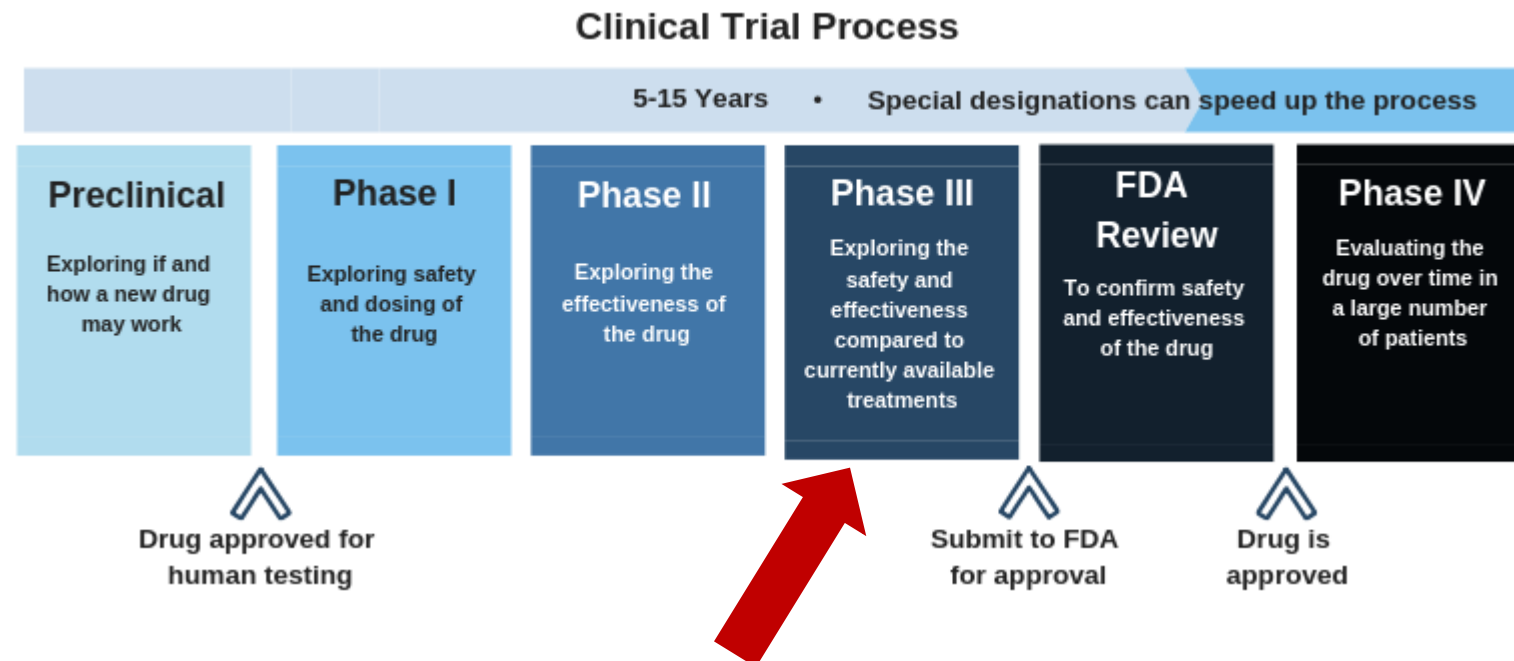 Clinical Trial Process
5-15 Years • Special designations can speed up the process
Preclinical
Exploring if and
how a new drug
may work
Phase I
Exploring safety
and dosing of
the drug
Phase II
Exploring the
effectiveness of
the drug
Phase III
Exploring the
safety and
effectiveness
compared to
currently available
treatments
FDA
Review
To confirm safety
and effectiveness
of the drug
Phase IV
Evaluating the
drug over time in
a large number
of patients
Drug approved for
human testing
Submit to FDA
for approval
Drug is
approved